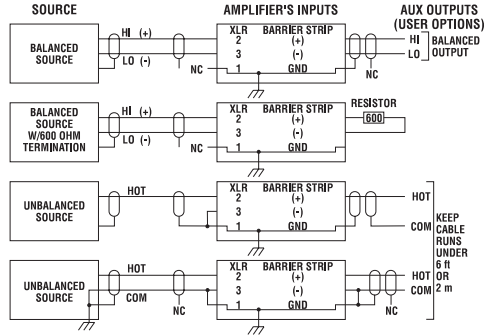 SOURCE AMPLIFIER'S INPUTS AUX OUTPUTS
(USER OPTIONS)
BALANCED
SOURCE
HI (+)
LO (-)
NC
XLR BARRIER STRIP
2 (+)
3 (-)
1 GND
NC
HI
LO
BALANCED
OUTPUT
BALANCED
SOURCE
W/600 OHM
TERMINATION
HI (+)
LO (-)
NC
XLR BARRIER STRIP
2 (+)
3 (-)
1 GND
RESISTOR
600
UNBALANCED
SOURCE
HOT
XLR BARRIER STRIP
2 (+)
3 (-)
1 GND
HOT
COM
UNBALANCED
SOURCE
HOT
COM
NC
XLR BARRIER STRIP
2 (+)
3 (-)
1 GND
NC
HOT
COM
KEEP
CABLE
RUNS
UNDER
6 ft
OR
2 m